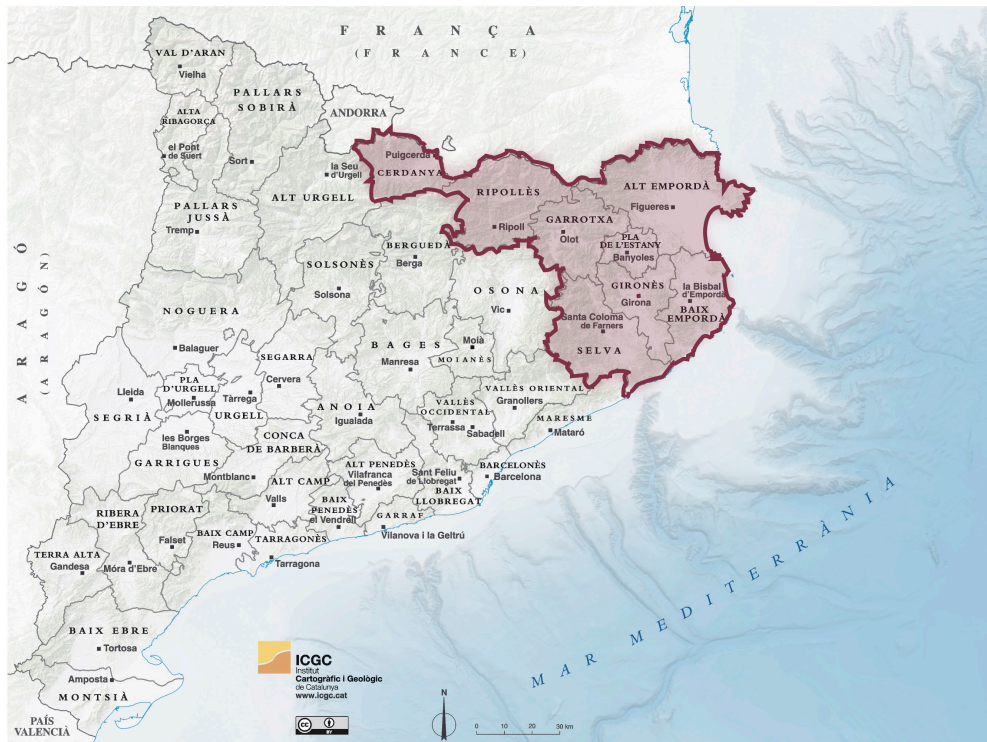 F R A N Ç A
( F R A N C E )
VAL D'ARAN
Vielha
PALLARS
SOBIRÀ
ANDORRA
ALTA
RIBAGORÇA
el Pont
de Suert
Sort
la Seu
d'Urgell
Puigcerdà
CERDANYA
RIPOLLÈS
ALT EMPORDÀ
ALT URGELL
PALLARS
JUSSÀ
Tremp
Figueres
GARROTXA
Ripoll
Olot
PLA
DE L'ESTANY
Banyoles
BERGUEDÀ
Berga
SOLSONÈS
Solsona
OSONA
Vic
GIRONÈS
Girona
la Bisbal
d'Empordà
BAIX
EMPORDÀ
A R A G Ó
( A R A G Ó N )
NOGUERA
Balaguer
Santa Coloma
de Farners
SELVA
BAGES
Manresa
Moià
MOIANÈS
SEGARRA
Cervera
PLA
D'URGELL
Mollerussa
Lleida
SEGRIÀ
Tàrrega
URGELL
ANOIA
Igualada
VALLÈS ORIENTAL
Granollers
VALLÈS
OCCIDENTAL
Terrassa
Sabadell
MARESME
Mataró
les Borges
Blanques
GARRIGUES
CONCA
DE BARBERÀ
Montblanc
ALT CAMP
Valls
ALT PENEDÈS
Vilafranca
del Penedès
Sant Feliu
de Llobregat
BAIX
LLOBREGAT
BARCELONÈS
Barcelona
BAIX
PENEDÈS
el Vendrell
GARRAF
Vilanova i la Geltrú
RIBERA
D'EBRE
PRIORAT
Falset
BAIX CAMP
Reus
TARRAGONÈS
Tarragona
TERRA ALTA
Gandesa
Móra d'Ebre
BAIX EBRE
Tortosa
Amposta
MONTSIÀ
PAÍS
VALENCIÀ
MAR MEDITERRÀNIA
ICGC
Institut
Cartogràfic i Geològic
de Catalunya
www.icgc.cat
cc
BY
N
0 10 20 30 km